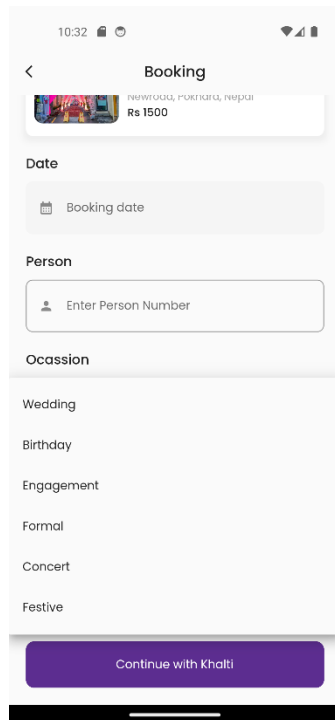 10:32
Booking
Newroad, Pokhara, Nepal
Rs 1500
Date
Booking date
Person
Enter Person Number
Ocassion
Wedding
Birthday
Engagement
Formal
Concert
Festive
Continue with Khalti